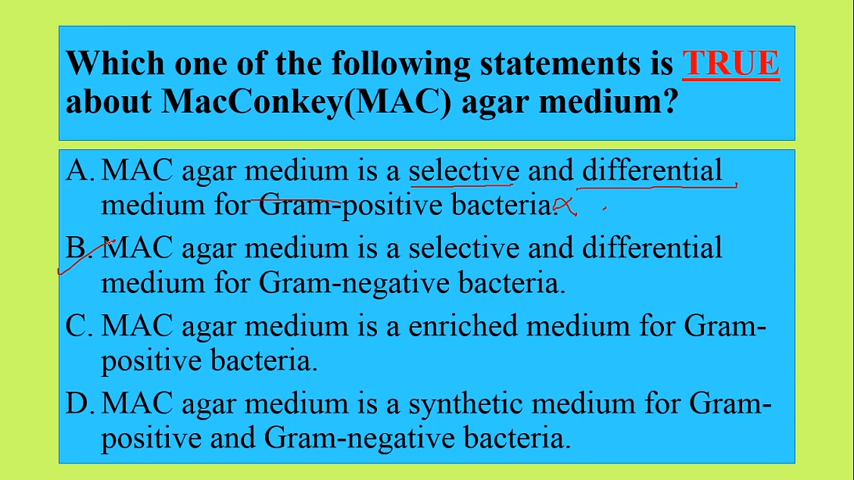 Which one of the following statements is TRUE
about MacConkey(MAC) agar medium?
A. MAC agar medium is a selective and differential
medium for Gram-positive bacteria.
B. MAC agar medium is a selective and differential
medium for Gram-negative bacteria.
C. MAC agar medium is a enriched medium for Gram-
positive bacteria.
D. MAC agar medium is a synthetic medium for Gram-
positive and Gram-negative bacteria.